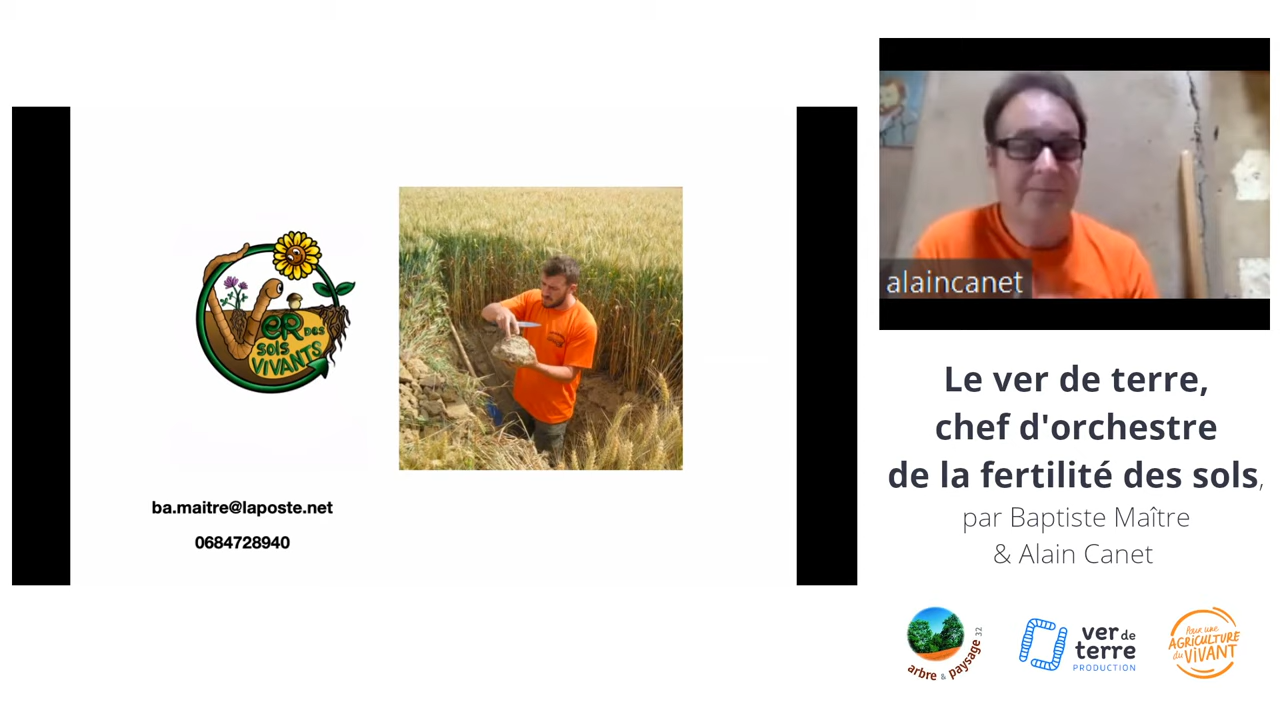 VeR DES
SOLS
VIVANTS
ba.maitre@laposte.net
0684728940
alaincanet
Le ver de terre,
chef d'orchestre
de la fertilité des sols,
par Baptiste Maître
& Alain Canet
arbre & paysage 32
ver de
terre
PRODUCTION
Pour une
AGRICULTURE
du VIVANT